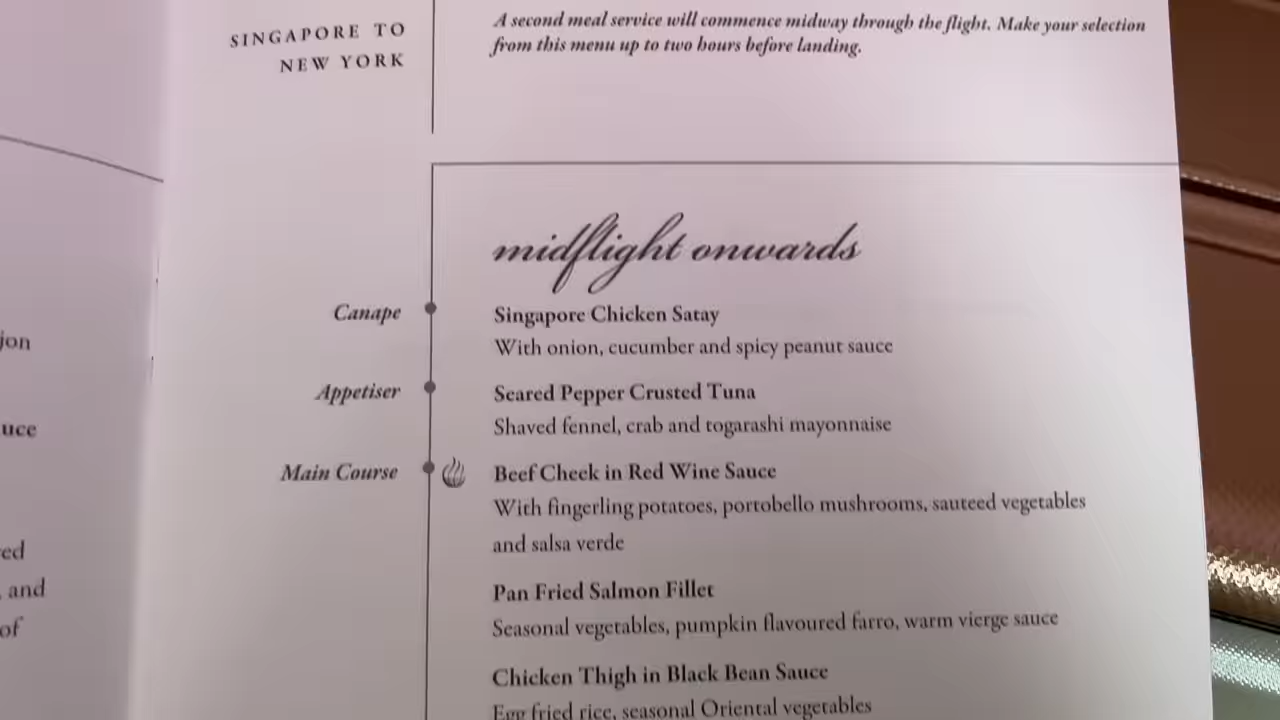 SINGAPORE TO
NEW YORK
A second meal service will commence midway through the flight. Make your selection
from this menu up to two hours before landing.
midflight onwards
Canape
Singapore Chicken Satay
With onion, cucumber and spicy peanut sauce
Appetiser
Seared Pepper Crusted Tuna
Shaved fennel, crab and togarashi mayonnaise
Main Course
Beef Cheek in Red Wine Sauce
With fingerling potatoes, portobello mushrooms, sauteed vegetables
and salsa verde
Pan Fried Salmon Fillet
Seasonal vegetables, pumpkin flavoured farro, warm vierge sauce
Chicken Thigh in Black Bean Sauce
Egg fried rice, seasonal Oriental vegetables
and
of